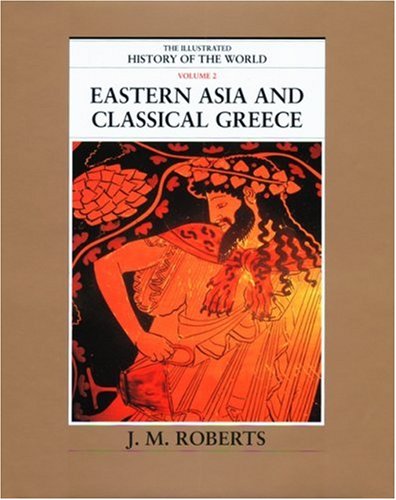 THE ILLUSTRATED
HISTORY OF THE WORLD
VOLUME 2
EASTERN ASIA AND
CLASSICAL GREECE
J. M. ROBERTS